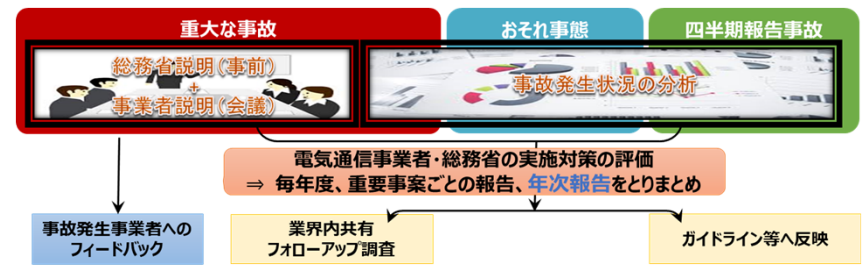 重大な事故
おそれ事態
四半期報告事故
総務省説明(事前)
+
事業者説明(会議)
事故発生状況の分析
電気通信事業者・総務省の実施対策の評価
⇒ 毎年度、重要事案ごとの報告、年次報告をとりまとめ
事故発生事業者への
フィードバック
業界内共有
フォローアップ調査
ガイドライン等へ反映